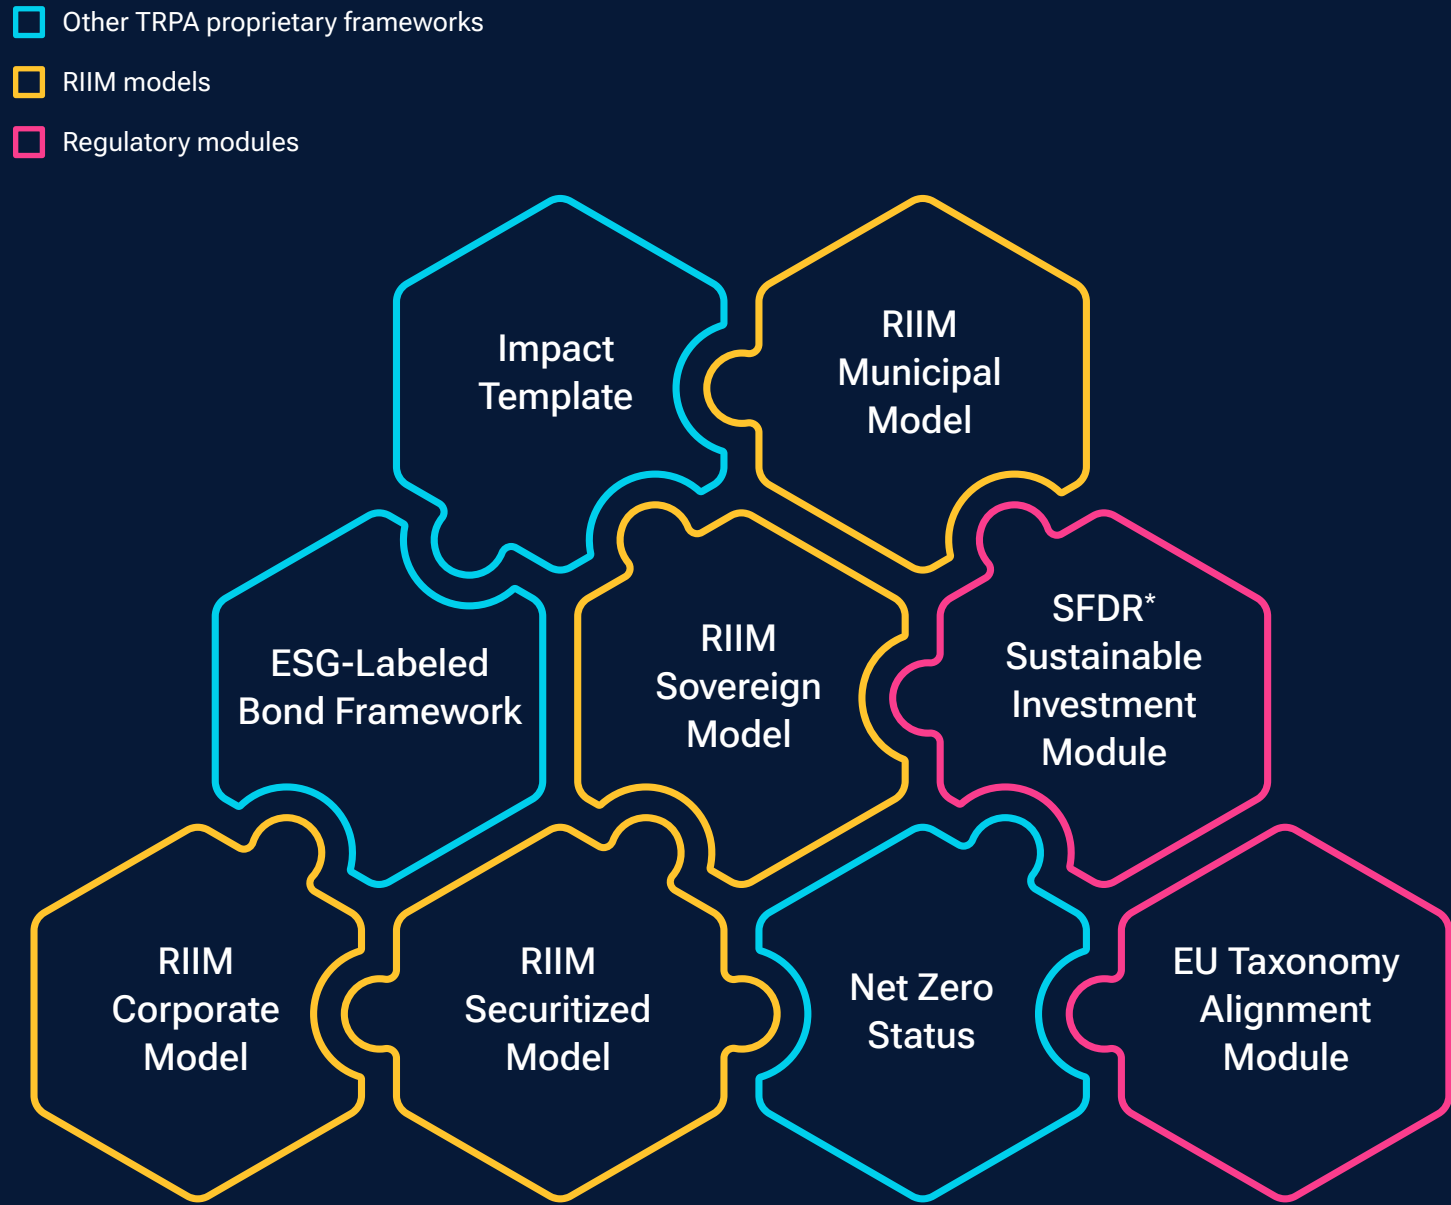 Other TRPA proprietary frameworks
RIIM models
Regulatory modules
Impact
Template
RIIM
Municipal
Model
ESG-Labeled
Bond Framework
RIIM
Sovereign
Model
SFDR*
Sustainable
Investment
Module
RIIM
Corporate
Model
RIIM
Securitized
Model
Net Zero
Status
EU Taxonomy
Alignment
Module